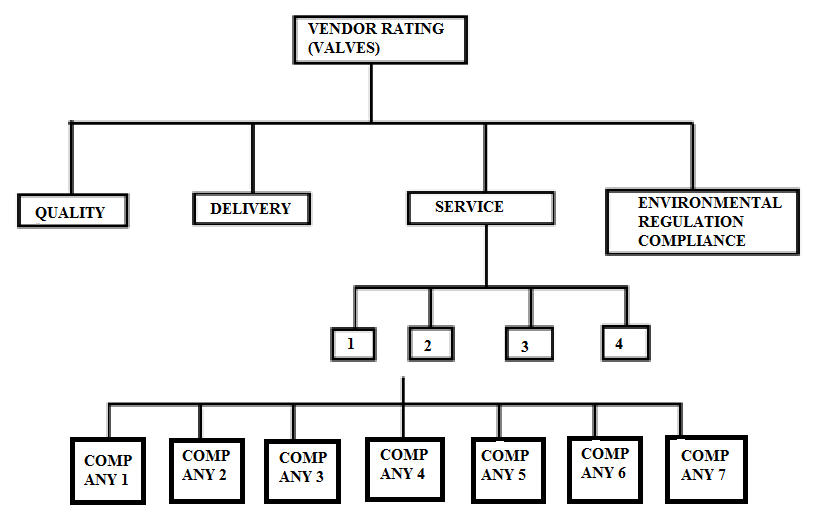 VENDOR RATING
(VALVES)
QUALITY
DELIVERY
SERVICE
ENVIRONMENTAL
REGULATION
COMPLIANCE
1
2
3
4
COMP
ANY 1
COMP
ANY 2
COMP
ANY 3
COMP
ANY 4
COMP
ANY 5
COMP
ANY 6
COMP
ANY 7